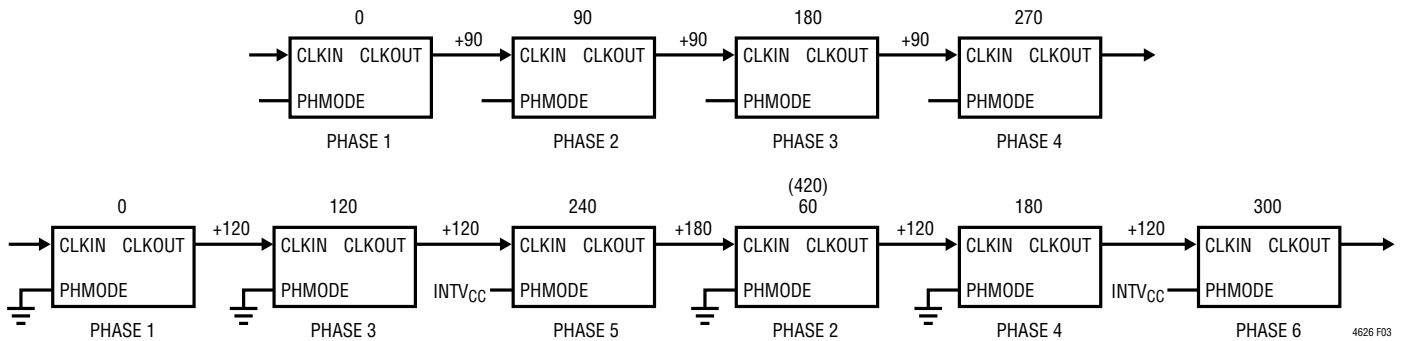 0 90 180 270
+90 +90 +90
CLKIN CLKOUT CLKIN CLKOUT CLKIN CLKOUT CLKIN CLKOUT
PHMODE PHMODE PHMODE PHMODE
PHASE 1 PHASE 2 PHASE 3 PHASE 4
(420)
0 120 240 60 180 300
+120 +120 +180 +120 +120
CLKIN CLKOUT CLKIN CLKOUT CLKIN CLKOUT CLKIN CLKOUT CLKIN CLKOUT CLKIN CLKOUT
PHMODE PHMODE INTVCC PHMODE PHMODE PHMODE INTVCC PHMODE
PHASE 1 PHASE 3 PHASE 5 PHASE 2 PHASE 4 PHASE 6
4626 F03